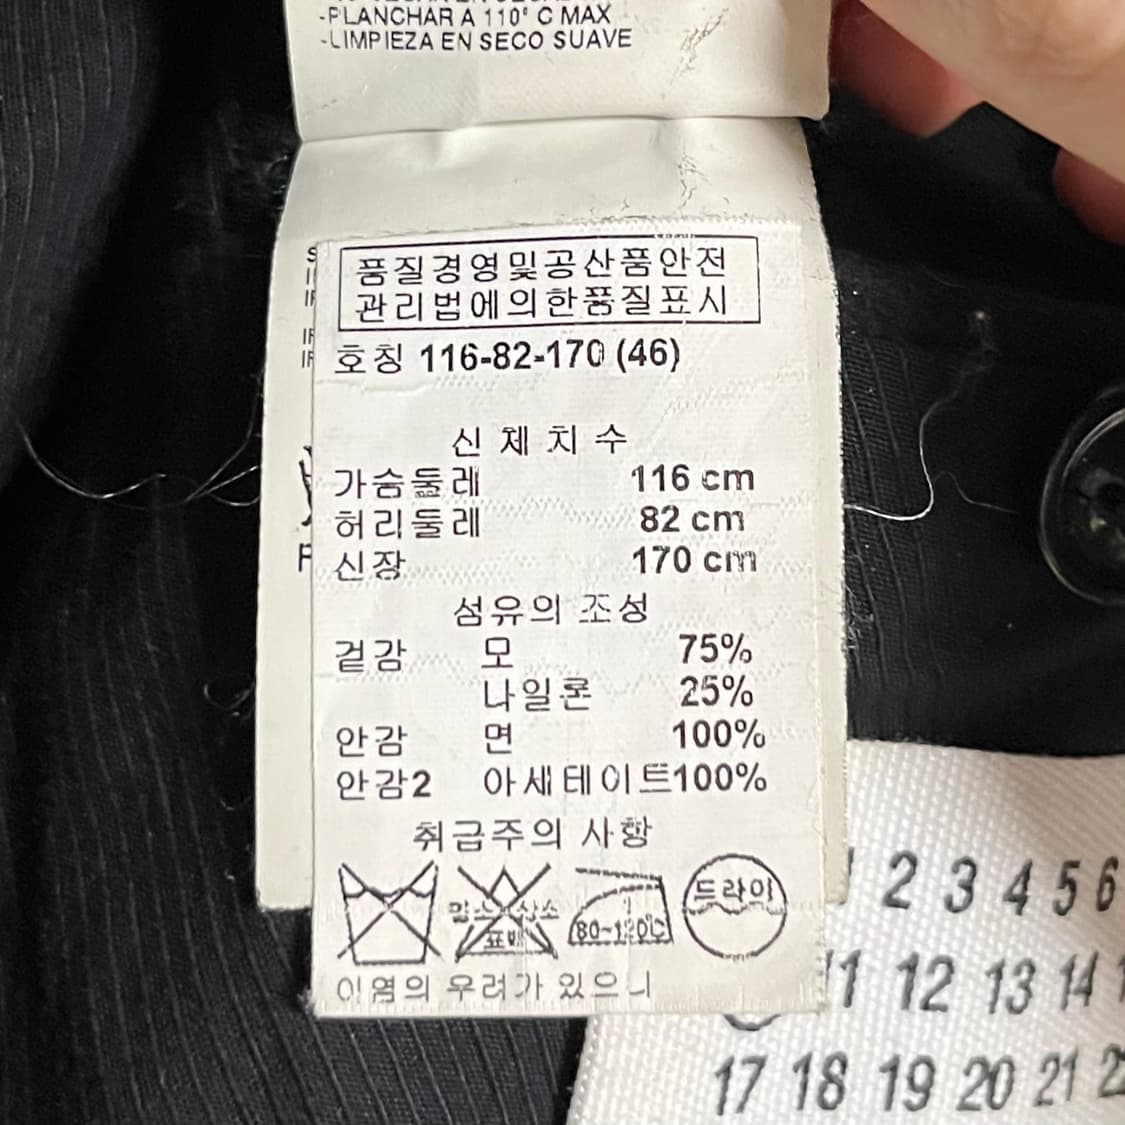 -PLANCHAR A 110° C MAX
-LIMPIEZA EN SECO SUAVE
품질경영및공산품안전
관리법에의한품질표시
호칭 116-82-170 (46)
신체치수
가슴둘레 116 cm
허리둘레 82 cm
신장 170 cm
섬유의 조성
겉감 모 75%
나일론 25%
안감 면 100%
안감2 아세테이트100%
취급주의 사항
염소,산소
표백
80~120℃
드라이
이염의 우려가 있으니
2 3 4 5 6
11 12 13 14
17 18 19 20 21